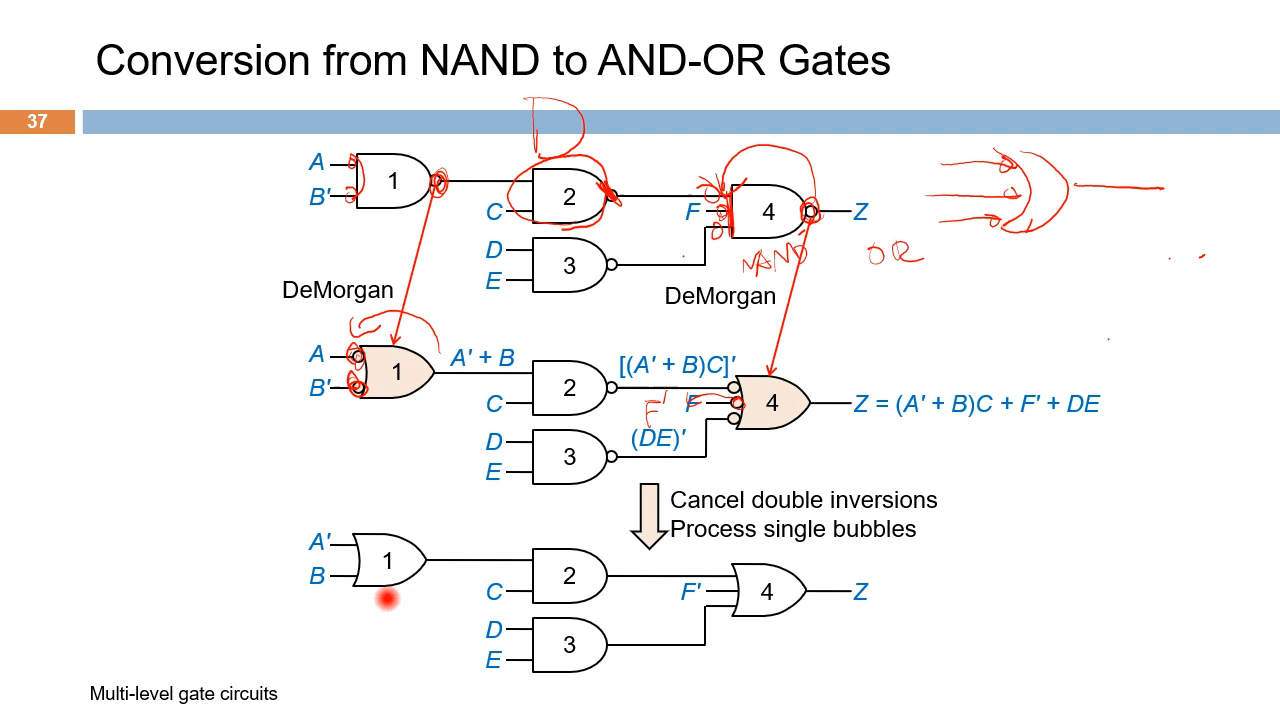 Conversion from NAND to AND-OR Gates
37
D
A
B'
1
C
2
D
E
3
F
4
Z
NAND
OR
DeMorgan
DeMorgan
A
B'
1
A' + B
C
2
[(A' + B)C]'
F
F'
D
E
3
(DE)'
4
Z = (A' + B)C + F' + DE
Cancel double inversions
Process single bubbles
A'
B
1
C
2
D
E
3
F'
4
Z
Multi-level gate circuits